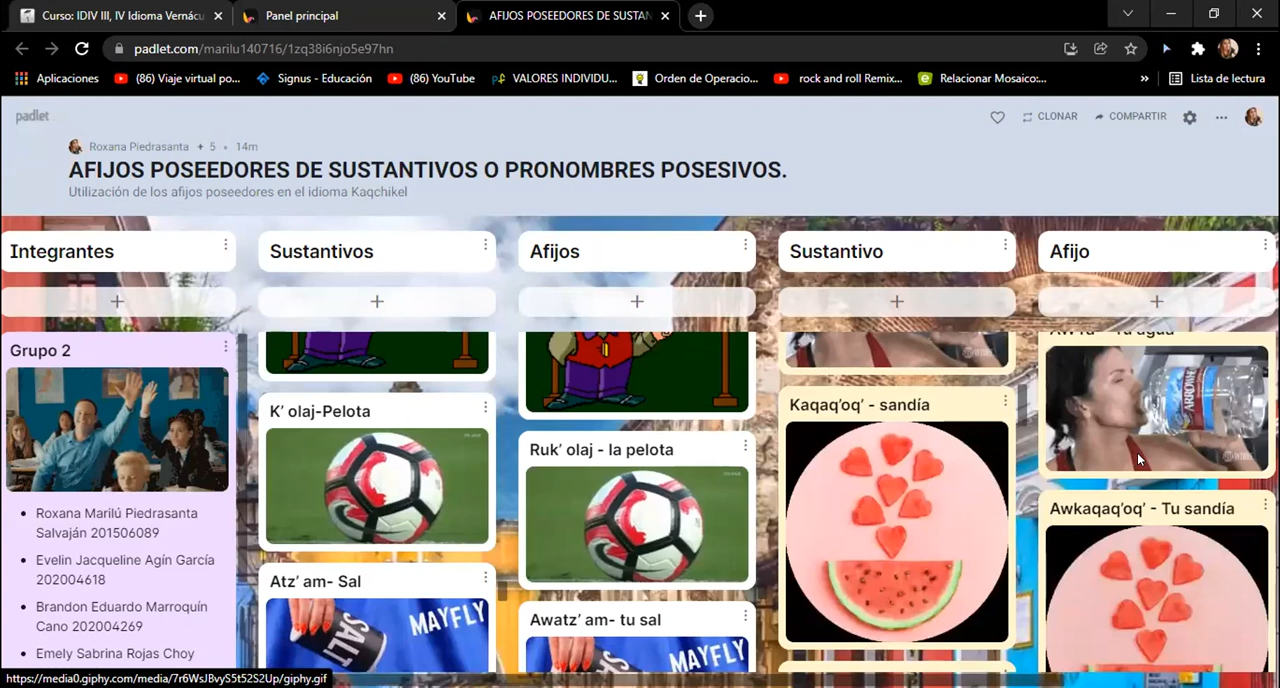 Curso: IDIV III, IV Idioma Vernácu
Panel principal
AFIJOS POSEEDORES DE SUSTAN
padlet.com/marilu140716/1zq38i6njo5e97hn
Aplicaciones
(86) Viaje virtual po...
Signus - Educación
(86) YouTube
VALORES INDIVIDU...
Orden de Operacio...
rock and roll Remix...
Relacionar Mosaico:...
»
Lista de lectura
padlet
CLONAR
COMPARTIR
Roxana Piedrasanta + 5 • 14m
AFIJOS POSEEDORES DE SUSTANTIVOS O PRONOMBRES POSESIVOS.
Utilización de los afijos poseedores en el idioma Kaqchikel
Integrantes
Sustantivos
Afijos
Sustantivo
Afijo
Grupo 2
Roxana Marilú Piedrasanta
Salvaján 201506089
Evelin Jacqueline Agín García
202004618
Brandon Eduardo Marroquín
Cano 202004269
Emely Sabrina Rojas Choy
K' olaj-Pelota
Atz' am- Sal
SALT
MAYFLY
Ruk' olaj - la pelota
Awatz' am- tu sal
MAYFLY
Kaqaq'oq' - sandía
Tu agua
ARROW
Awkaqaq'oq' - Tu sandía
https://media0.giphy.com/media/7r6WsJBvyS5t52S2Up/giphy.gif